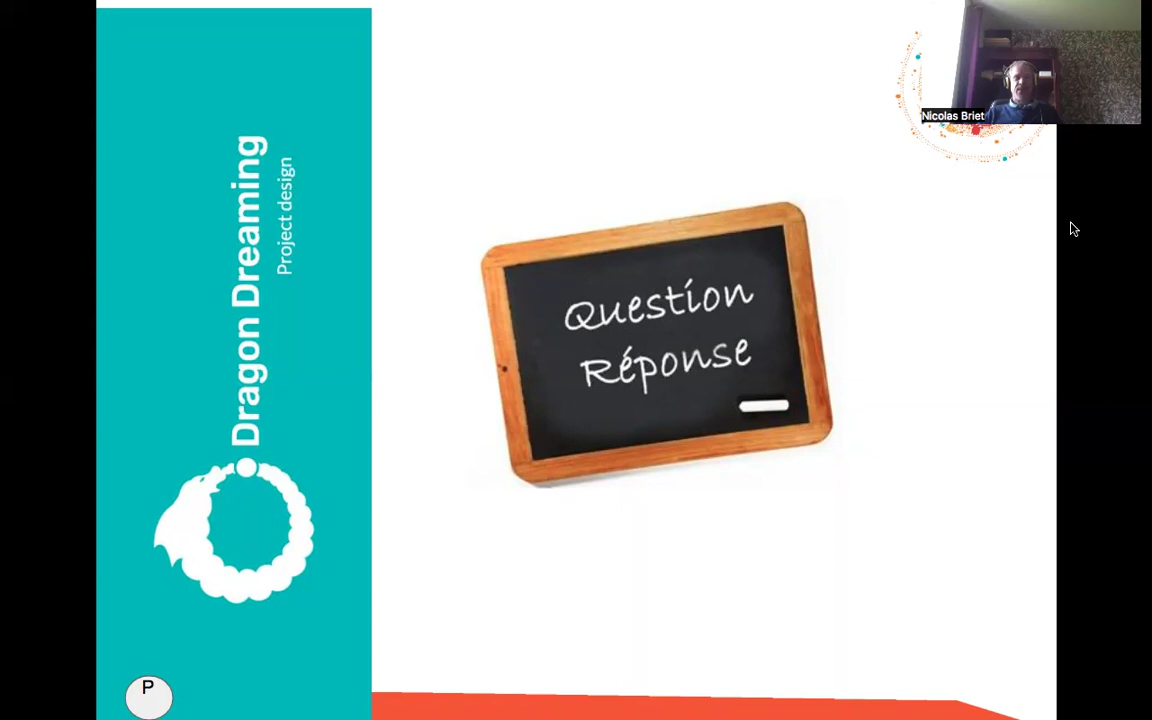 Dragon Dreaming
Project design
Nicolas Briet
Question
Réponse
P